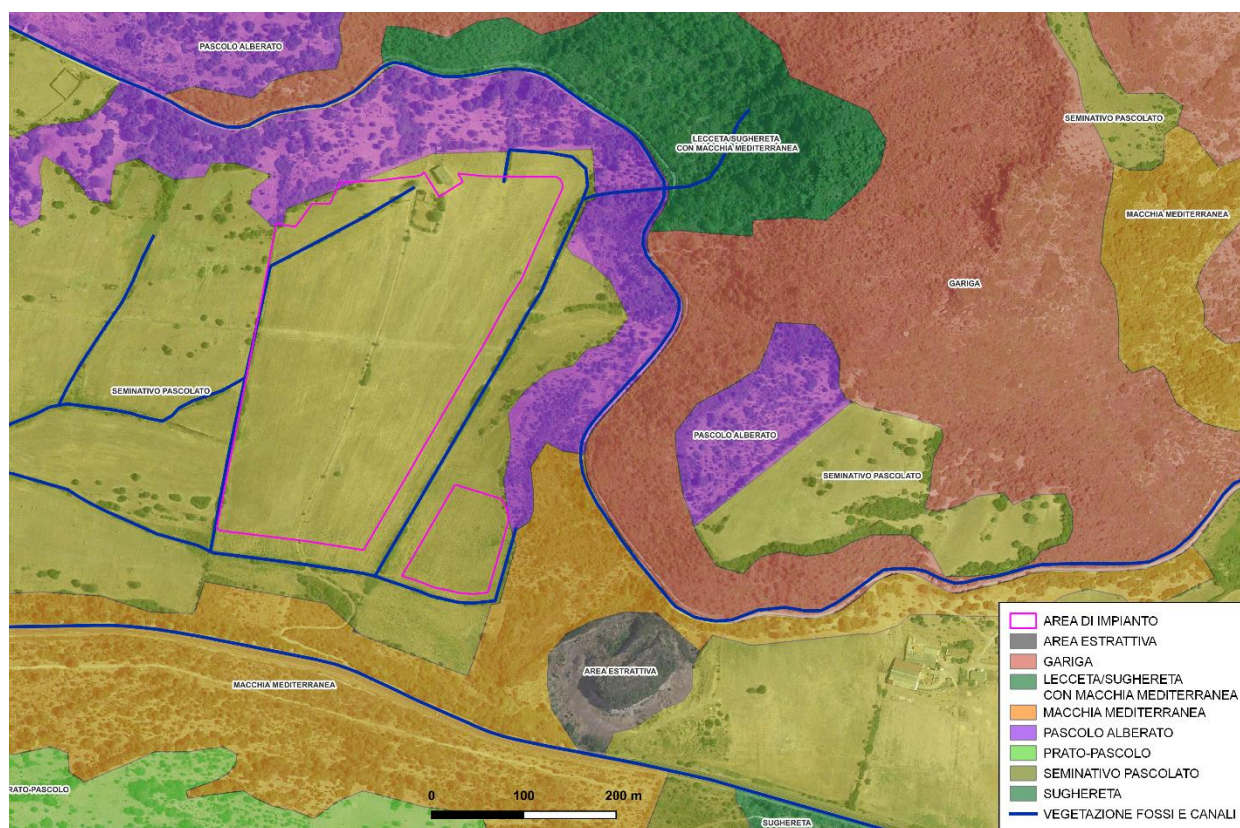 PASCOLO ALBERATO
SEMINATIVO PASCOLATO
LECCETA/SUGHERETA
CON MACCHIA MEDITERRANEA
MACCHIA MEDITERRANEA
GARIGA
SEMINATIVO PASCOLATO
PASCOLO ALBERATO
SEMINATIVO PASCOLATO
AREA ESTRATTIVA
MACCHIA MEDITERRANEA
RATO-PASCOLO
SUGHERETA
0 100 200 m
AREA DI IMPIANTO
AREA ESTRATTIVA
GARIGA
LECCETA/SUGHERETA
CON MACCHIA MEDITERRANEA
MACCHIA MEDITERRANEA
PASCOLO ALBERATO
PRATO-PASCOLO
SEMINATIVO PASCOLATO
SUGHERETA
VEGETAZIONE FOSSI E CANALI